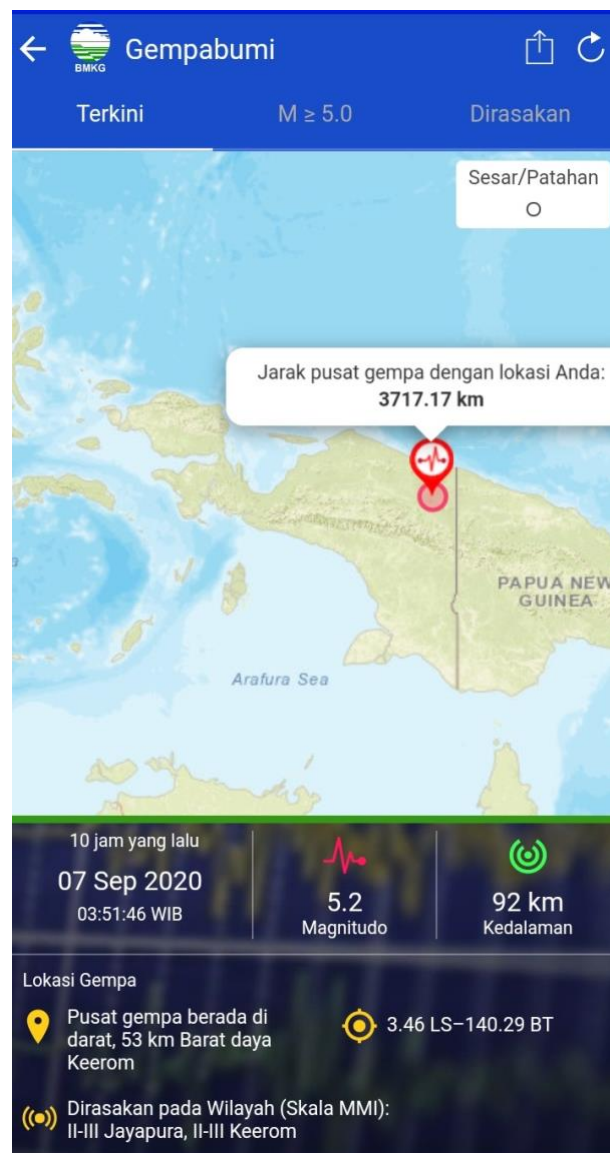 BMKG
Gempabumi
Terkini
M ≥ 5.0
Dirasakan
Sesar/Patahan
Jarak pusat gempa dengan lokasi Anda:
3717.17 km
PAPUA NEW
GUINEA
Arafura Sea
10 jam yang lalu
07 Sep 2020
03:51:46 WIB
5.2
Magnitudo
92 km
Kedalaman
Lokasi Gempa
Pusat gempa berada di
darat, 53 km Barat daya
Keerom
3.46 LS-140.29 BT
Dirasakan pada Wilayah (Skala MMI):
II-III Jayapura, II-III Keerom